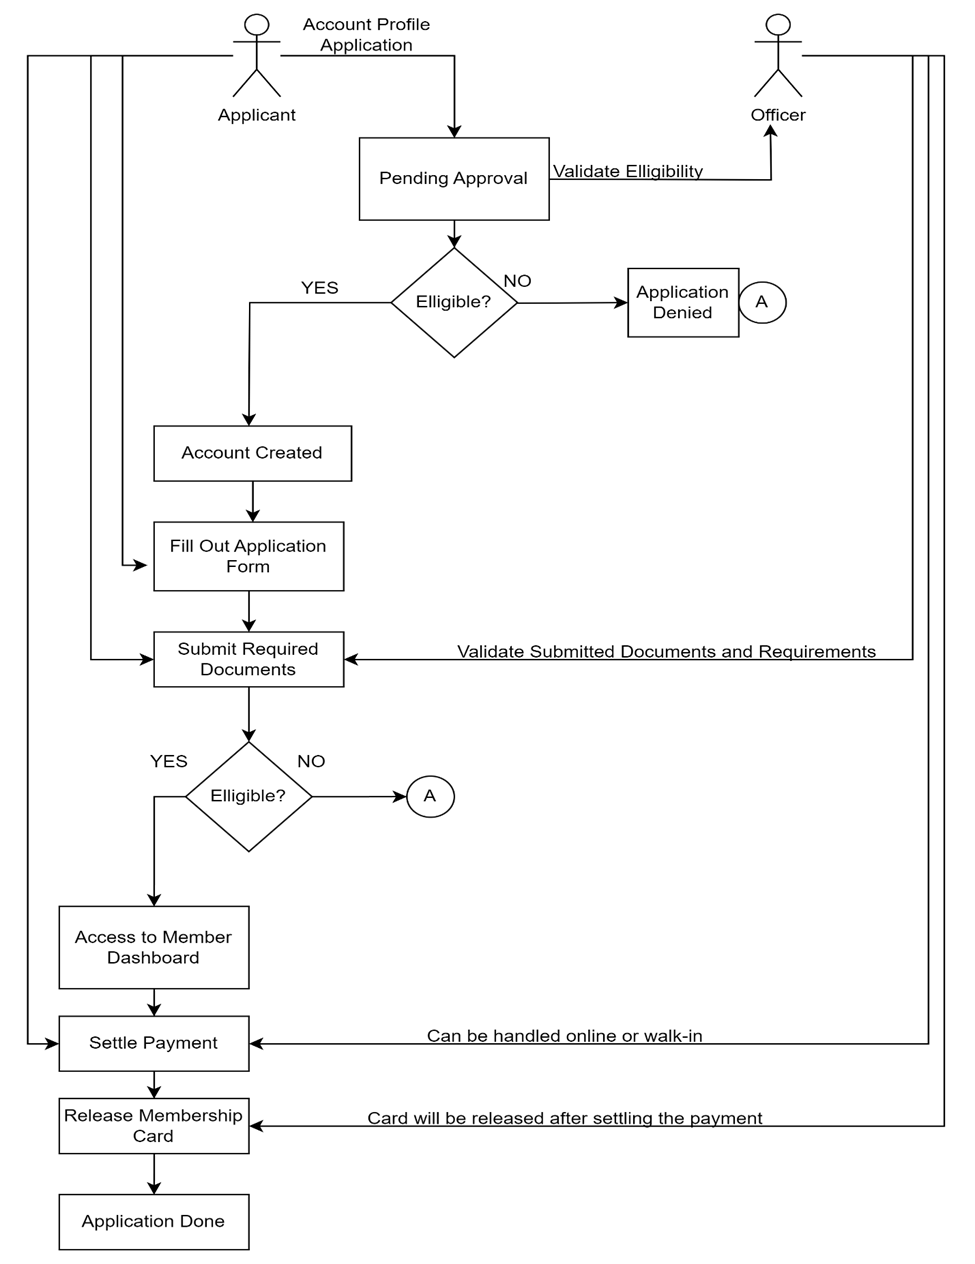 Account Profile
Application
Applicant
Officer
Pending Approval
Validate Elligibility
Elligible?
YES
NO
Application
Denied
A
Account Created
Fill Out Application
Form
Submit Required
Documents
Validate Submitted Documents and Requirements
YES
NO
Elligible?
A
Access to Member
Dashboard
Settle Payment
Can be handled online or walk-in
Release Membership
Card
Card will be released after settling the payment
Application Done